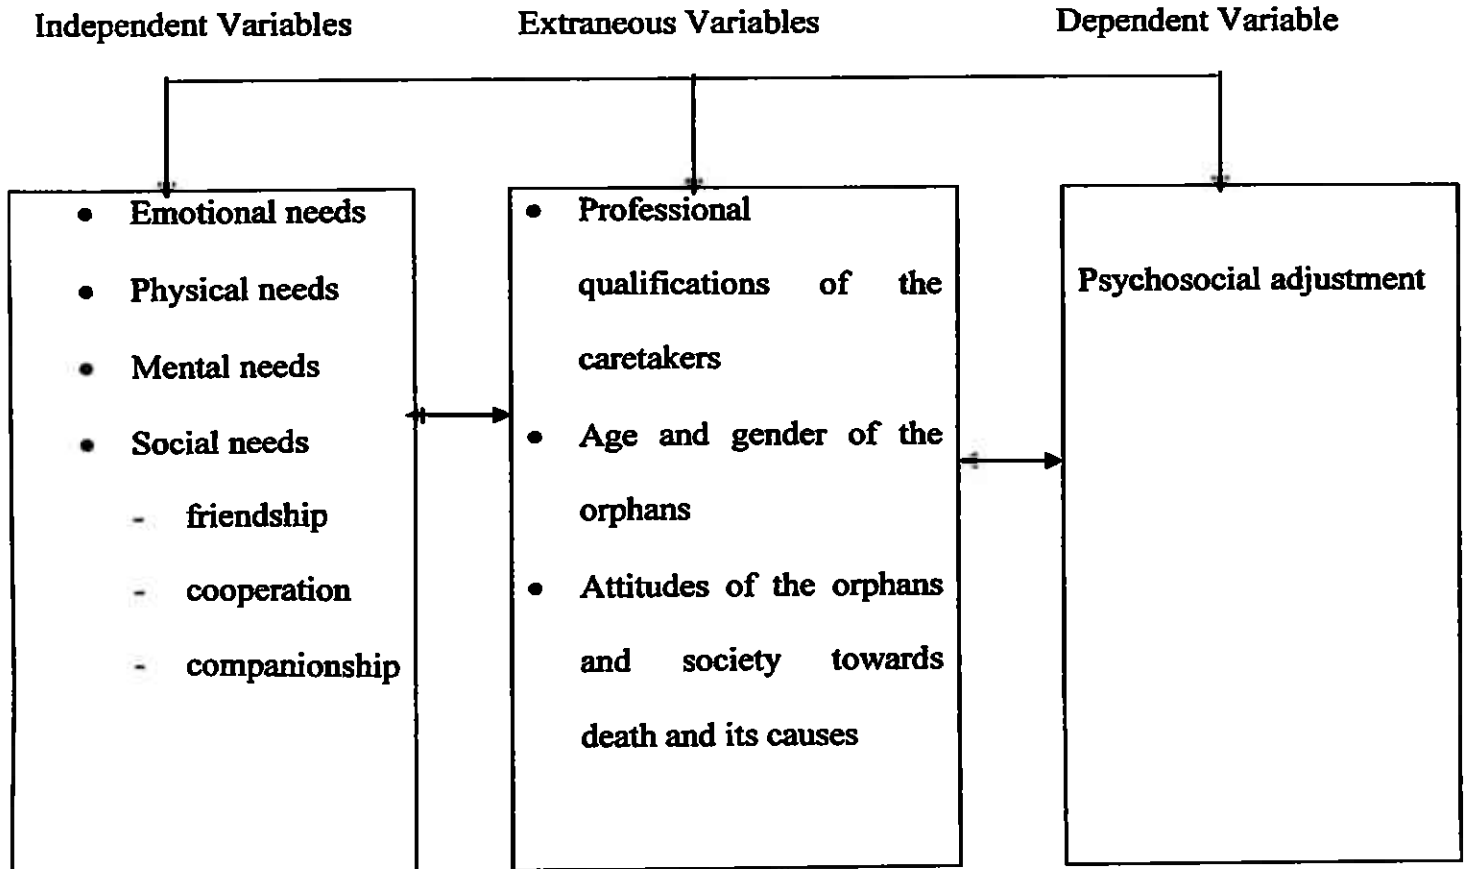 Independent Variables
Extraneous Variables
Dependent Variable
• Emotional needs
• Physical needs
• Mental needs
• Social needs
- friendship
- cooperation
- companionship
• Professional
qualifications of the
caretakers
• Age and gender of the
orphans
• Attitudes of the orphans
and society towards
death and its causes
Psychosocial adjustment